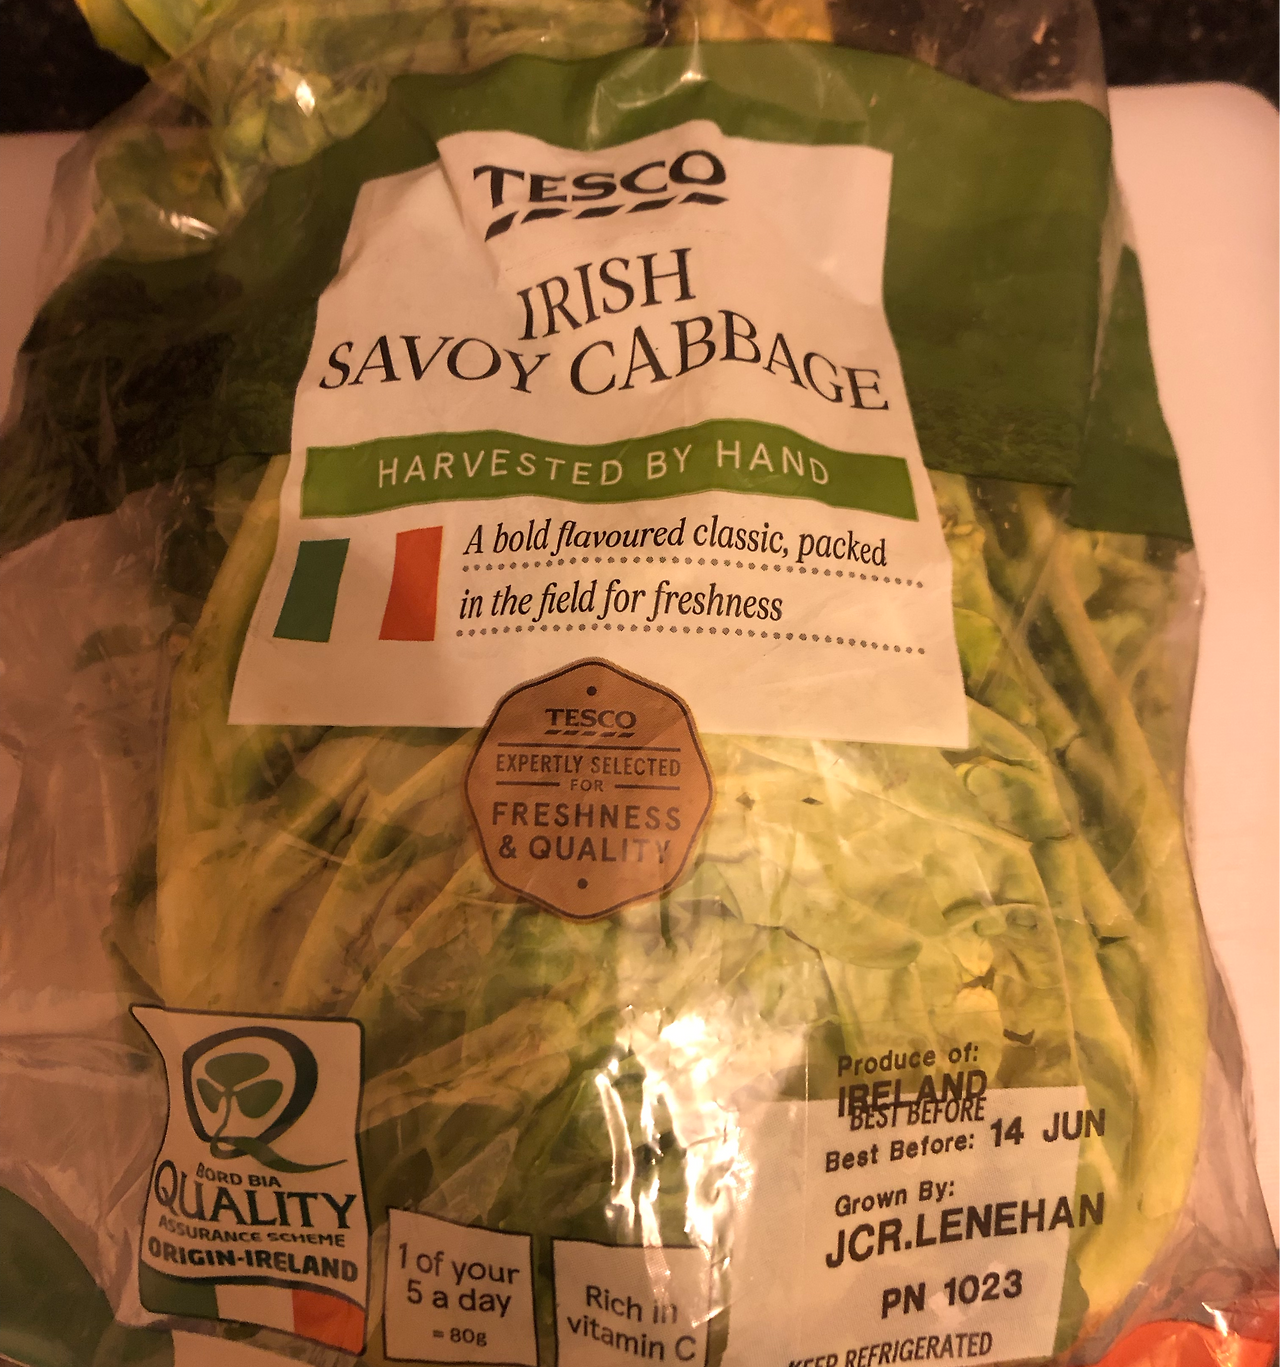 TESCO
IRISH
SAVOY CABBAGE
HARVESTED BY HAND
A bold flavoured classic, packed
in the field for freshness
TESCO
EXPERTLY SELECTED
FOR
FRESHNESS
& QUALITY
Produce of:
IRELAND
BEST BEFORE
Best Before: 14 JUN
Grown By:
JCR.LENEHAN
PN 1023
KEEP REFRIGERATED
BORD BIA
QUALITY
ASSURANCE SCHEME
ORIGIN-IRELAND
1 of your
5 a day
= 80g
Rich in
vitamin C